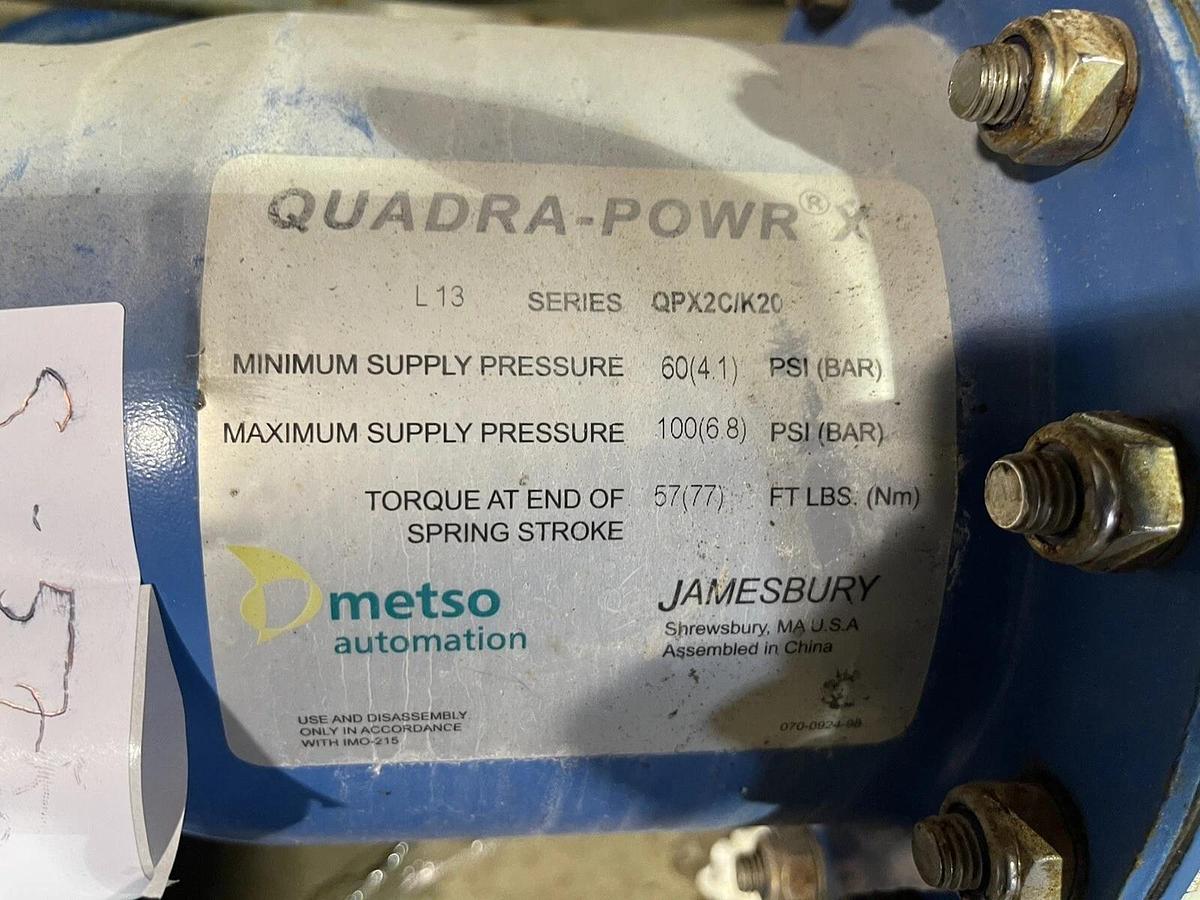 QUADRA-POWR® X
L13 SERIES QPX2C/K20
MINIMUM SUPPLY PRESSURE 60(4.1) PSI (BAR)
MAXIMUM SUPPLY PRESSURE 100(6.8) PSI (BAR)
TORQUE AT END OF 57(77) FT LBS. (Nm)
SPRING STROKE
metso
automation
JAMESBURY
Shrewsbury, MA U.S.A
Assembled in China
USE AND DISASSEMBLY
ONLY IN ACCORDANCE
WITH IMO-215
070-0924-98